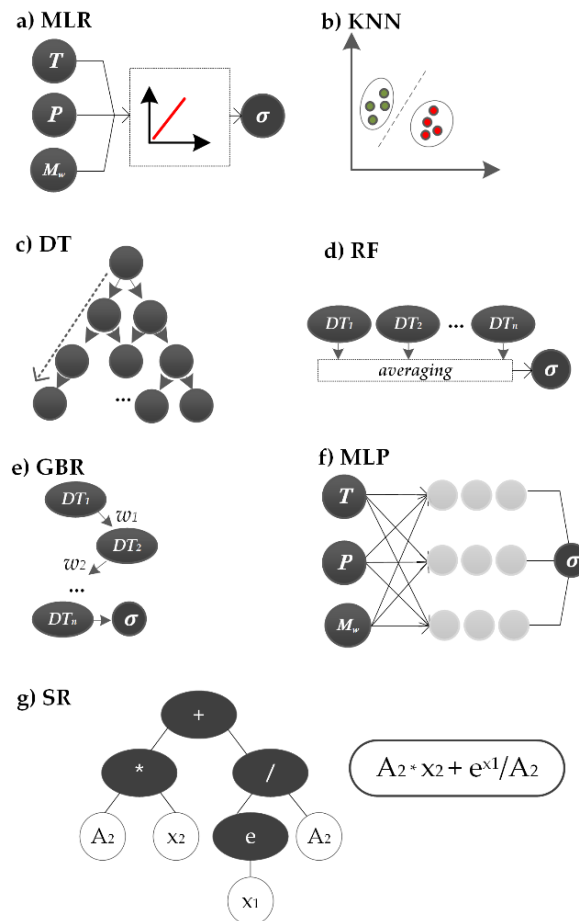 a) MLR
T
P
Mw
σ
b) KNN
c) DT
...
d) RF
DT1 DT2 ... DTn
averaging
σ
e) GBR
DT1
w1
DT2
w2
...
DTn
σ
f) MLP
T
P
Mw
σ
g) SR
+
* /
A2 x2 e A2
x1
A2 * x2 + e^x1/A2